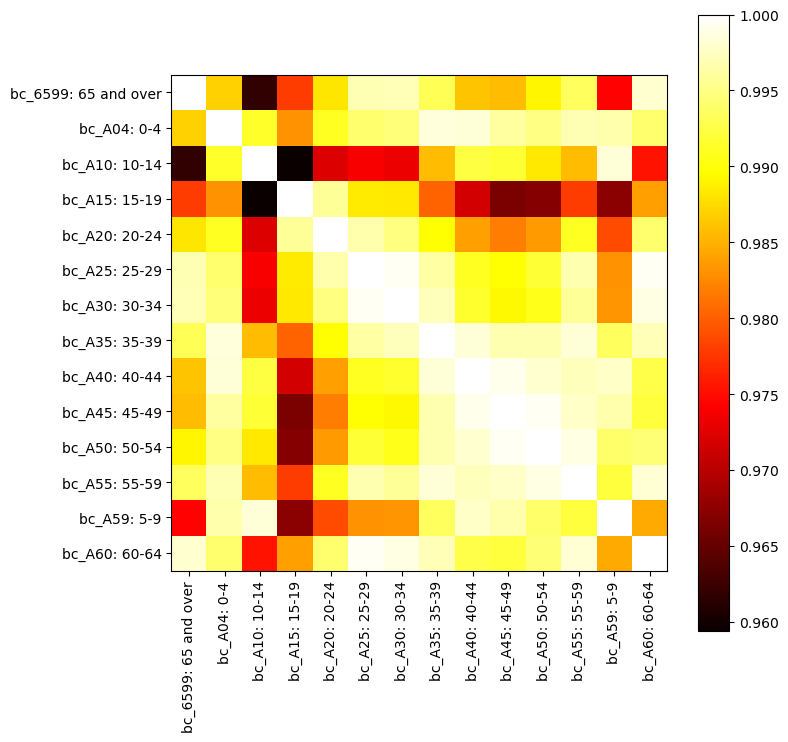 bc_6599: 65 and over
bc_A04: 0-4
bc_A10: 10-14
bc_A15: 15-19
bc_A20: 20-24
bc_A25: 25-29
bc_A30: 30-34
bc_A35: 35-39
bc_A40: 40-44
bc_A45: 45-49
bc_A50: 50-54
bc_A55: 55-59
bc_A59: 5-9
bc_A60: 60-64
bc_6599: 65 and over
bc_A04: 0-4
bc_A10: 10-14
bc_A15: 15-19
bc_A20: 20-24
bc_A25: 25-29
bc_A30: 30-34
bc_A35: 35-39
bc_A40: 40-44
bc_A45: 45-49
bc_A50: 50-54
bc_A55: 55-59
bc_A59: 5-9
bc_A60: 60-64
1.000
0.995
0.990
0.985
0.980
0.975
0.970
0.965
0.960